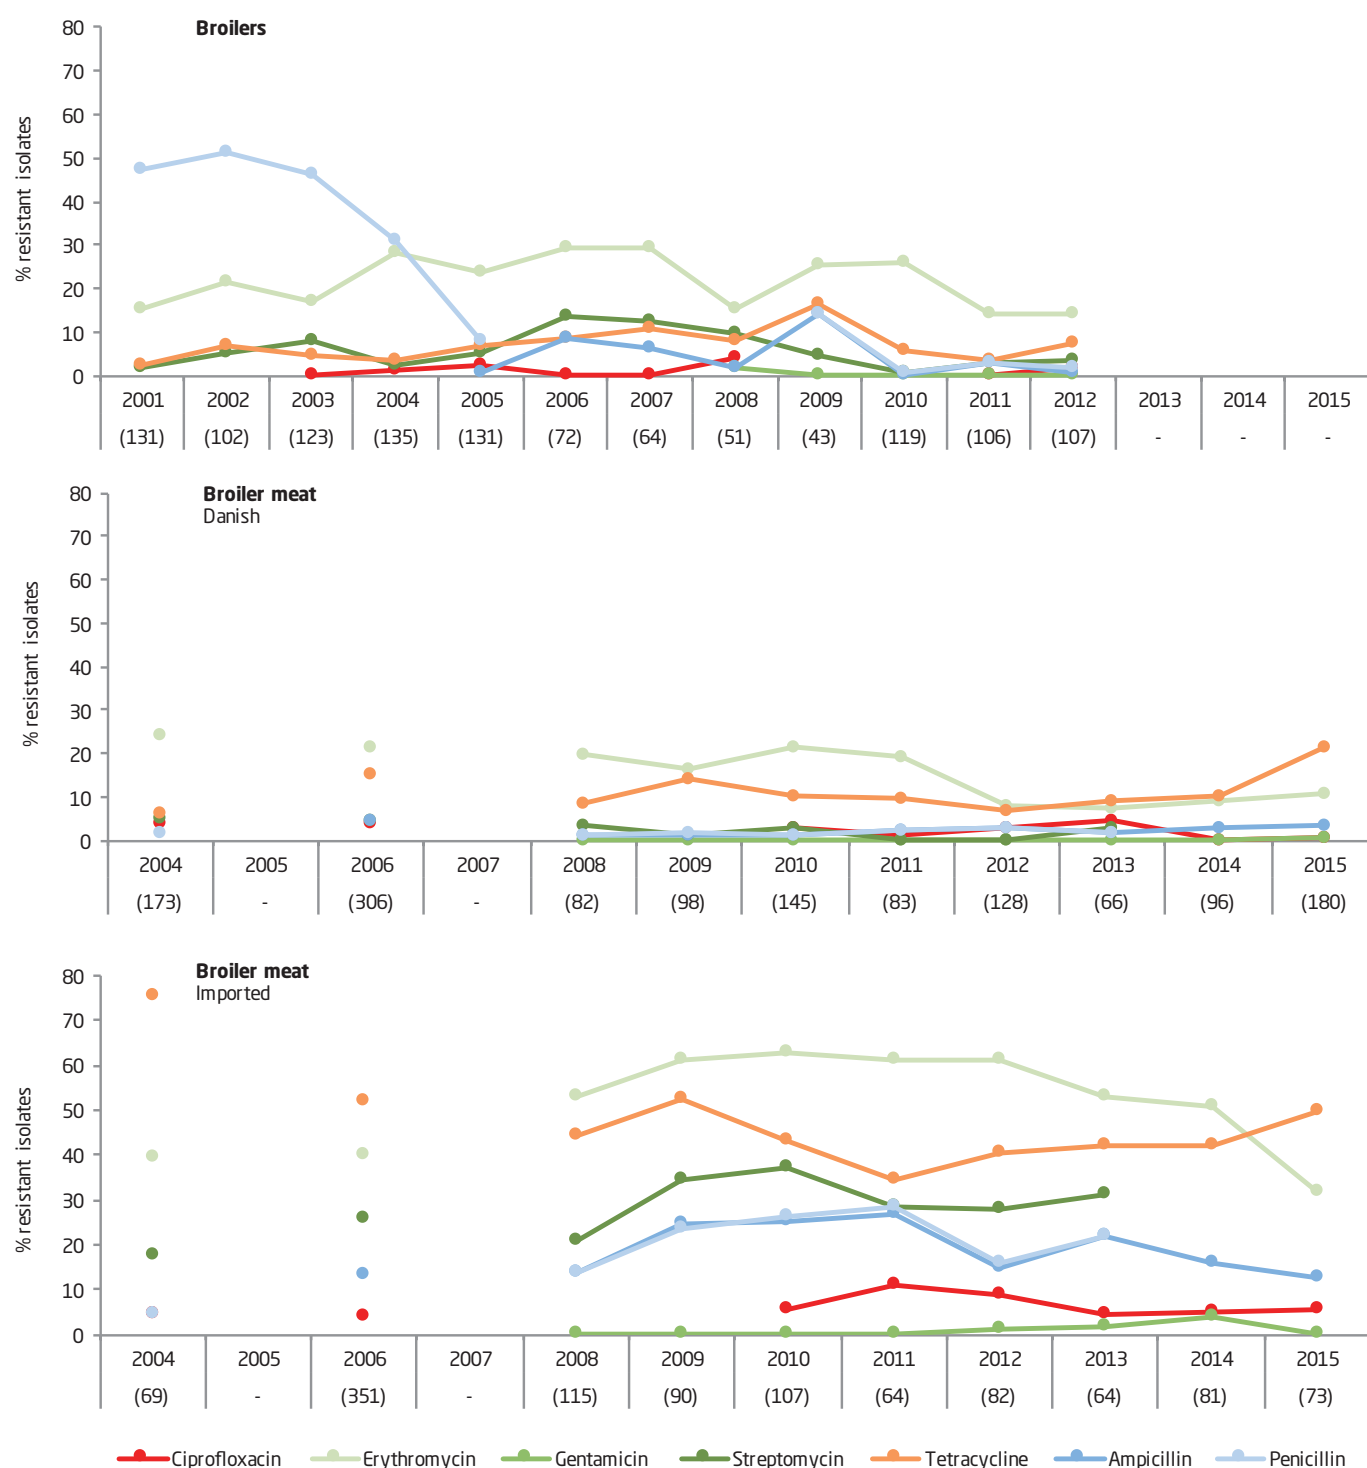 Broilers
% resistant isolates
80
70
60
50
40
30
20
10
0
2001 2002 2003 2004 2005 2006 2007 2008 2009 2010 2011 2012 2013 2014 2015
(131) (102) (123) (135) (131) (72) (64) (51) (43) (119) (106) (107) - - -
Broiler meat
Danish
% resistant isolates
80
70
60
50
40
30
20
10
0
2004 2005 2006 2007 2008 2009 2010 2011 2012 2013 2014 2015
(173) - (306) - (82) (98) (145) (83) (128) (66) (96) (180)
Broiler meat
Imported
% resistant isolates
80
70
60
50
40
30
20
10
0
2004 2005 2006 2007 2008 2009 2010 2011 2012 2013 2014 2015
(69) - (351) - (115) (90) (107) (64) (82) (64) (81) (73)
Ciprofloxacin Erythromycin Gentamicin Streptomycin Tetracycline Ampicillin Penicillin